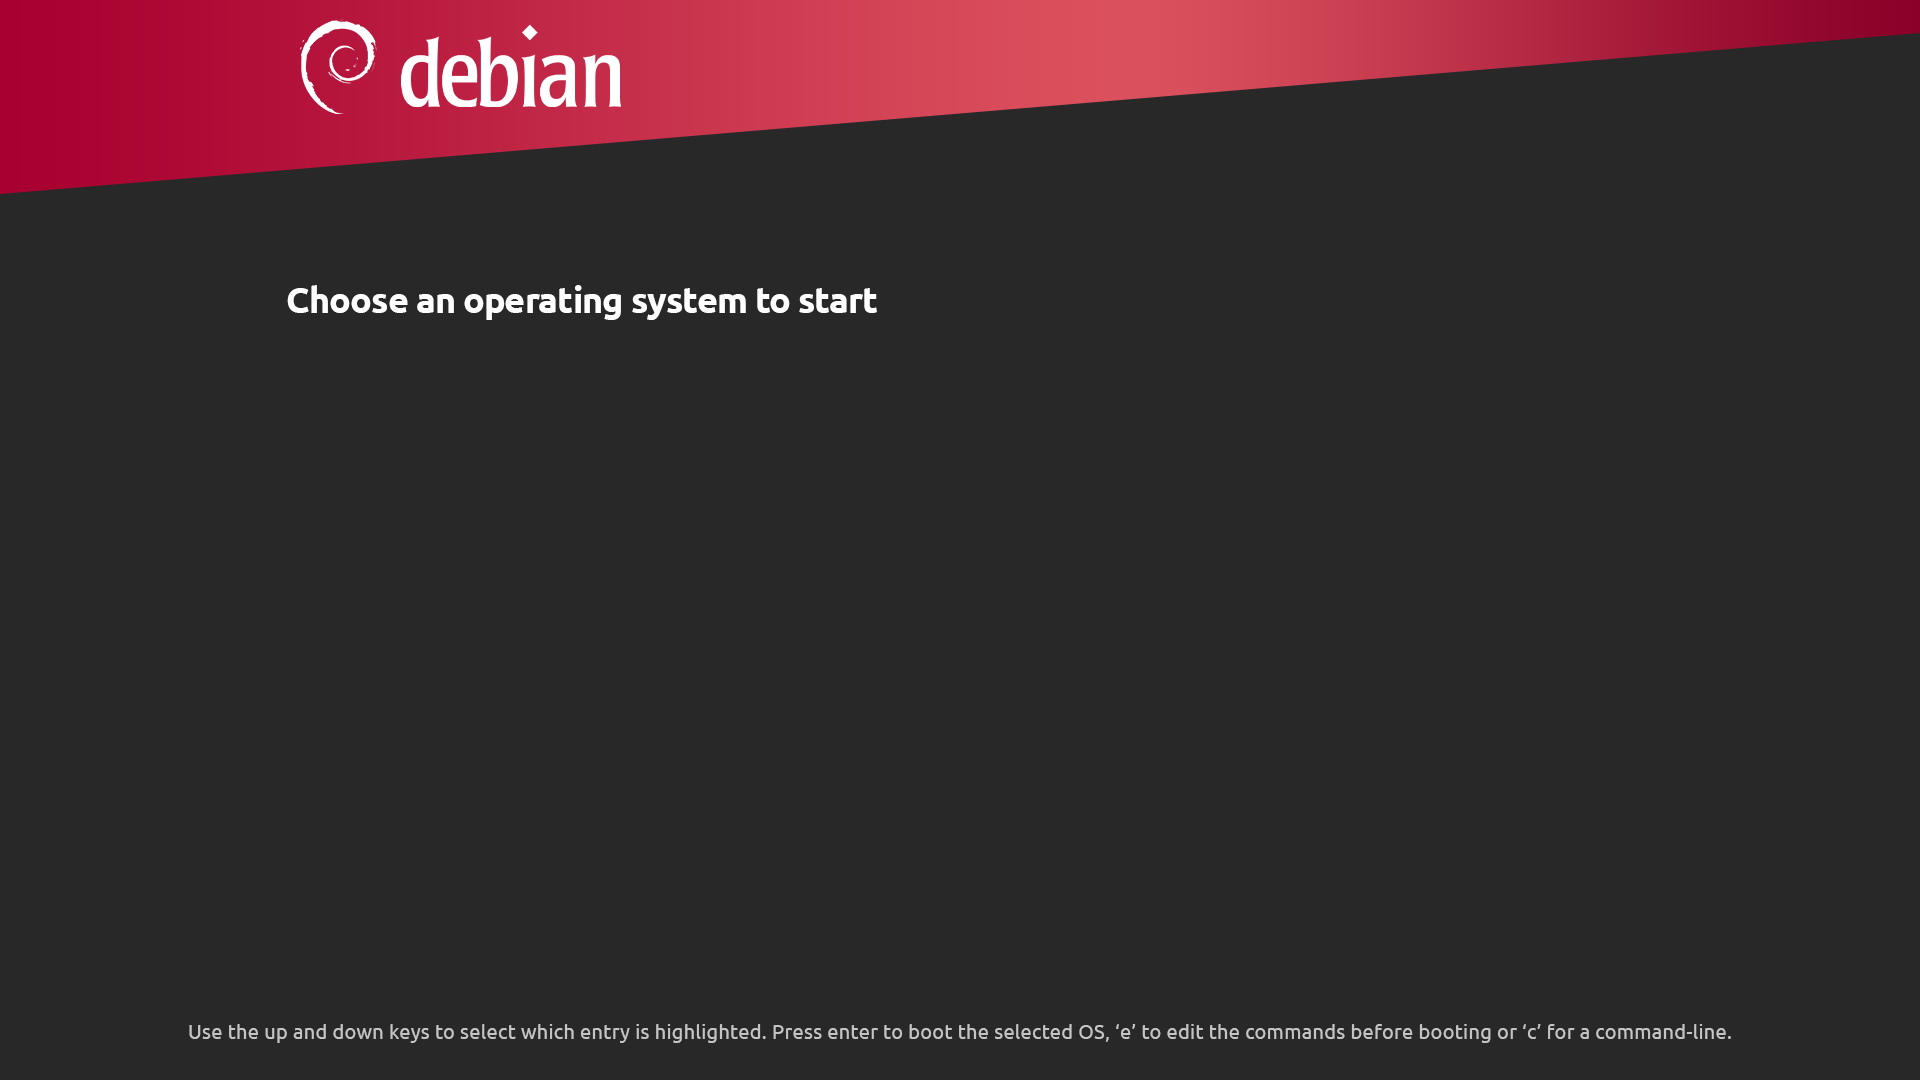 debian
Choose an operating system to start
Use the up and down keys to select which entry is highlighted. Press enter to boot the selected OS, ‘e’ to edit the commands before booting or ‘c’ for a command-line.